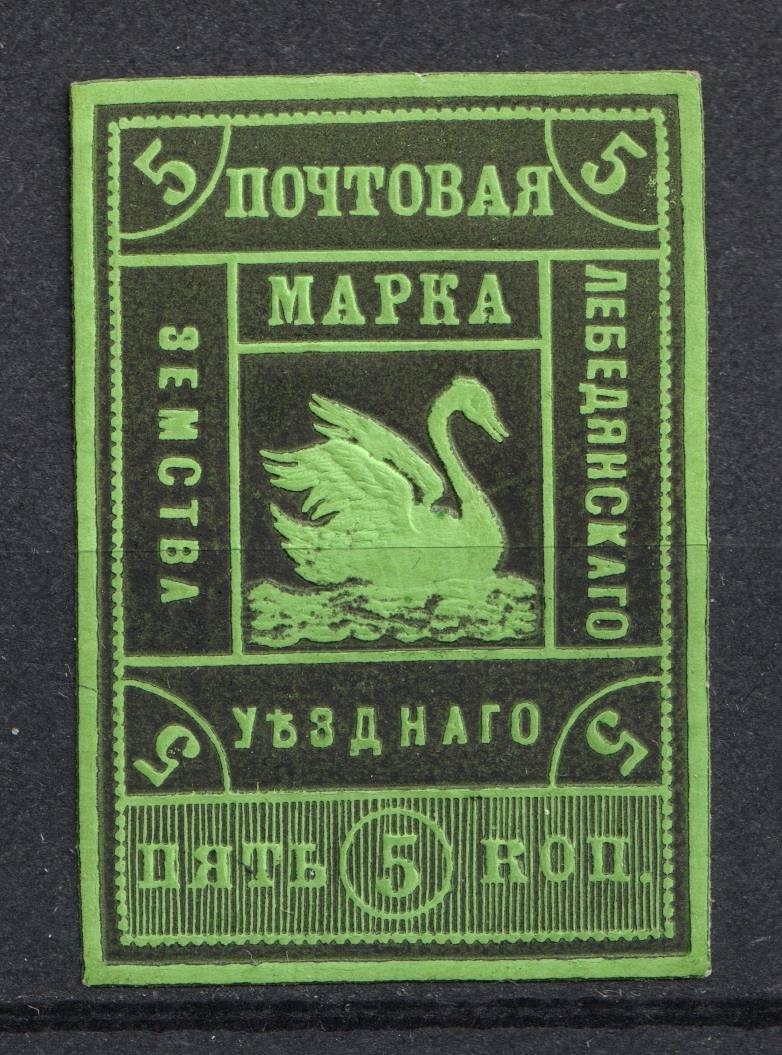 5 5
ПОЧТОВАЯ
МАРКА
ЛЕБЕДЯНСКАГО
УѢЗДНАГО
ЗЕМСТВА
5 5
ПЯТЬ 5 КОП.